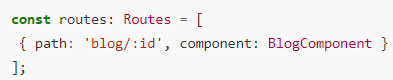 const routes: Routes = [
 { path: 'blog/:id', component: BlogComponent }
];